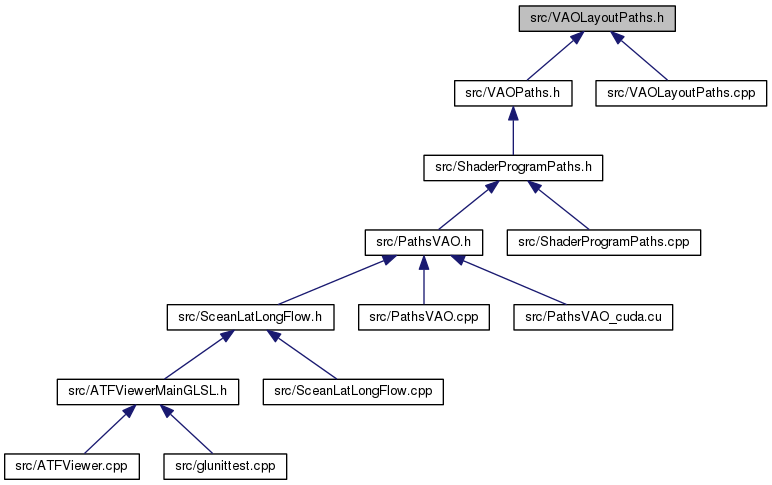 src/VAOLayoutPaths.h
src/VAOPaths.h
src/VAOLayoutPaths.cpp
src/ShaderProgramPaths.h
src/PathsVAO.h
src/ShaderProgramPaths.cpp
src/SceanLatLongFlow.h
src/PathsVAO.cpp
src/PathsVAO_cuda.cu
src/ATFViewerMainGLSL.h
src/SceanLatLongFlow.cpp
src/ATFViewer.cpp
src/glunittest.cpp